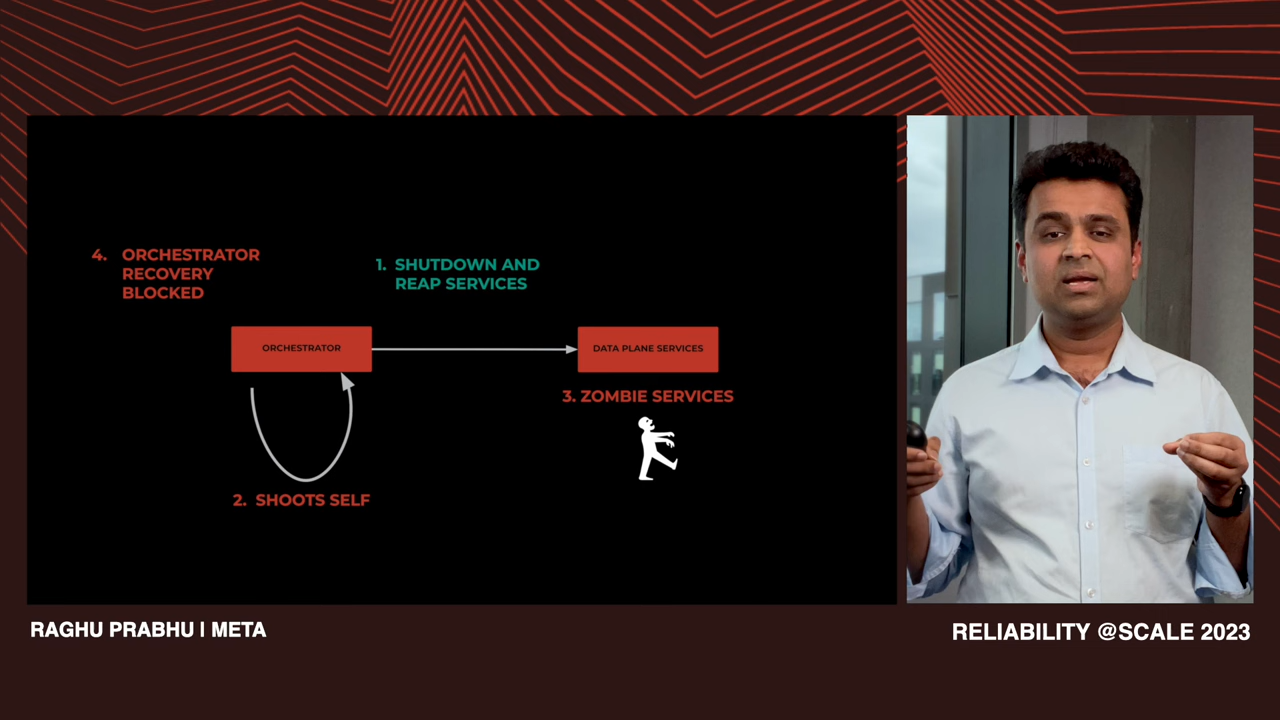 4. ORCHESTRATOR
RECOVERY
BLOCKED
1. SHUTDOWN AND
REAP SERVICES
ORCHESTRATOR
DATA PLANE SERVICES
3. ZOMBIE SERVICES
2. SHOOTS SELF
RAGHU PRABHU | META
RELIABILITY @SCALE 2023